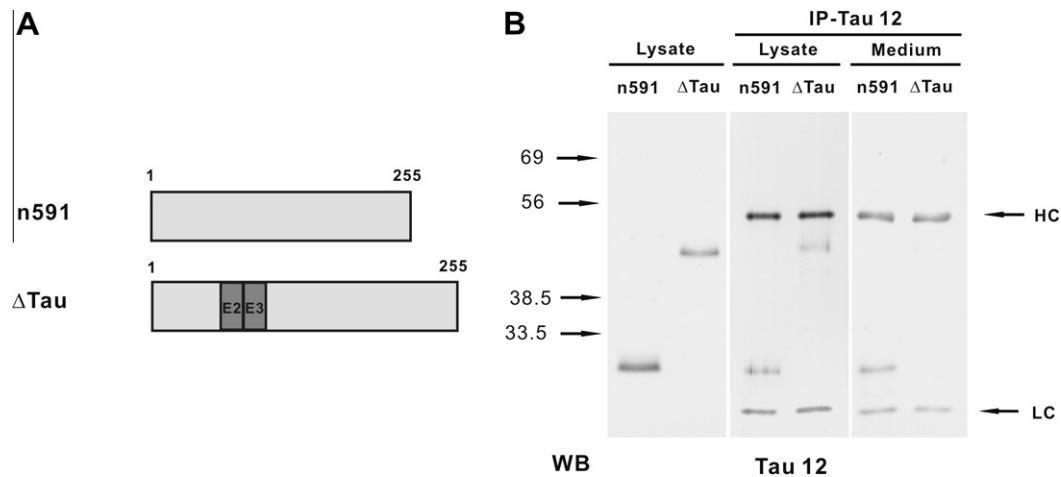 A
1 255
n591
1 255
ΔTau
E2 E3
B
IP-Tau 12
Lysate Lysate Medium
n591 ΔTau n591 ΔTau n591 ΔTau
69
56
HC
38.5
33.5
LC
WB Tau 12